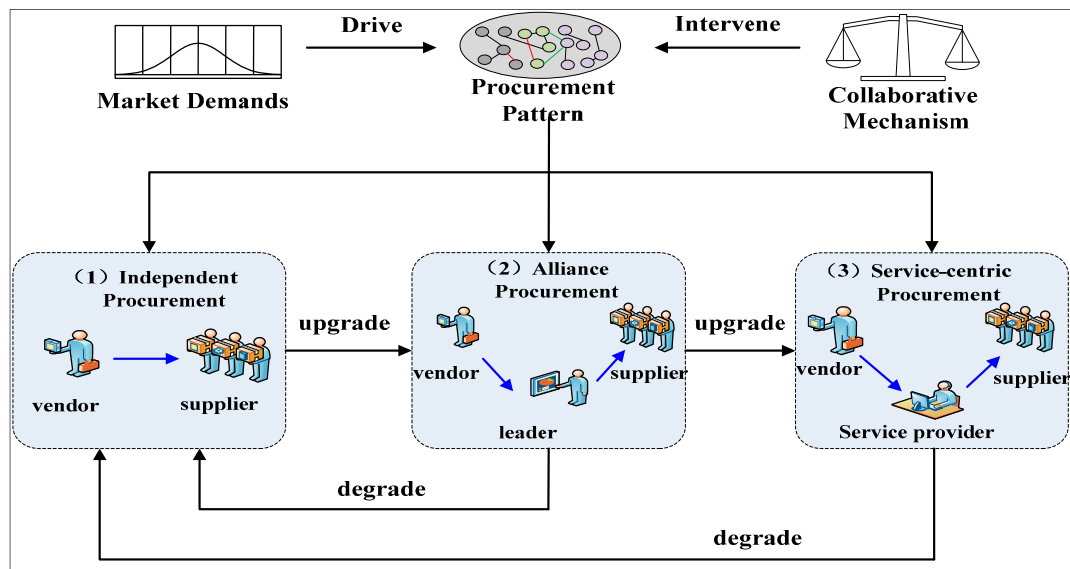 Drive
Intervene
Market Demands
Procurement
Pattern
Collaborative
Mechanism
（1）Independent
Procurement
vendor
supplier
upgrade
（2）Alliance
Procurement
vendor
supplier
leader
upgrade
（3）Service-centric
Procurement
vendor
supplier
Service provider
degrade
degrade